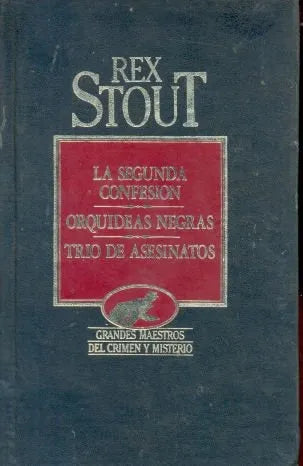 REX
STOUT
LA SEGUNDA
CONFESION
ORQUIDEAS NEGRAS
TRIO DE ASESINATOS
GRANDES MAESTROS
DEL CRIMEN Y MISTERIO